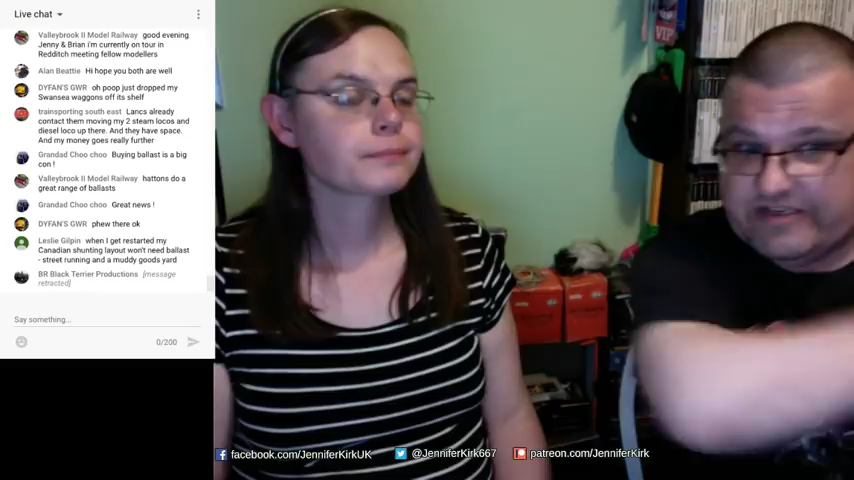 Live chat
Valleybrook II Model Railway good evening
Jenny & Brian i'm currently on tour in
Redditch meeting fellow modellers
Alan Beattie Hi hope you both are well
DYFAN'S GWR oh poop just dropped my
Swansea waggons off its shelf
trainsporting south east Lancs already
contact them moving my 2 steam locos and
diesel loco up there. And they have space.
And my money goes really further
Grandad Choo choo Buying ballast is a big
con !
Valleybrook II Model Railway hattons do a
great range of ballasts
Grandad Choo choo Great news !
DYFAN'S GWR phew there ok
Leslie Gilpin when I get restarted my
Canadian shunting layout won't need ballast
- street running and a muddy goods yard
BR Black Terrier Productions [message
retracted]
Say something...
0/200
VIP
facebook.com/JenniferKirkUK
@JenniferKirk667
patreon.com/JenniferKirk